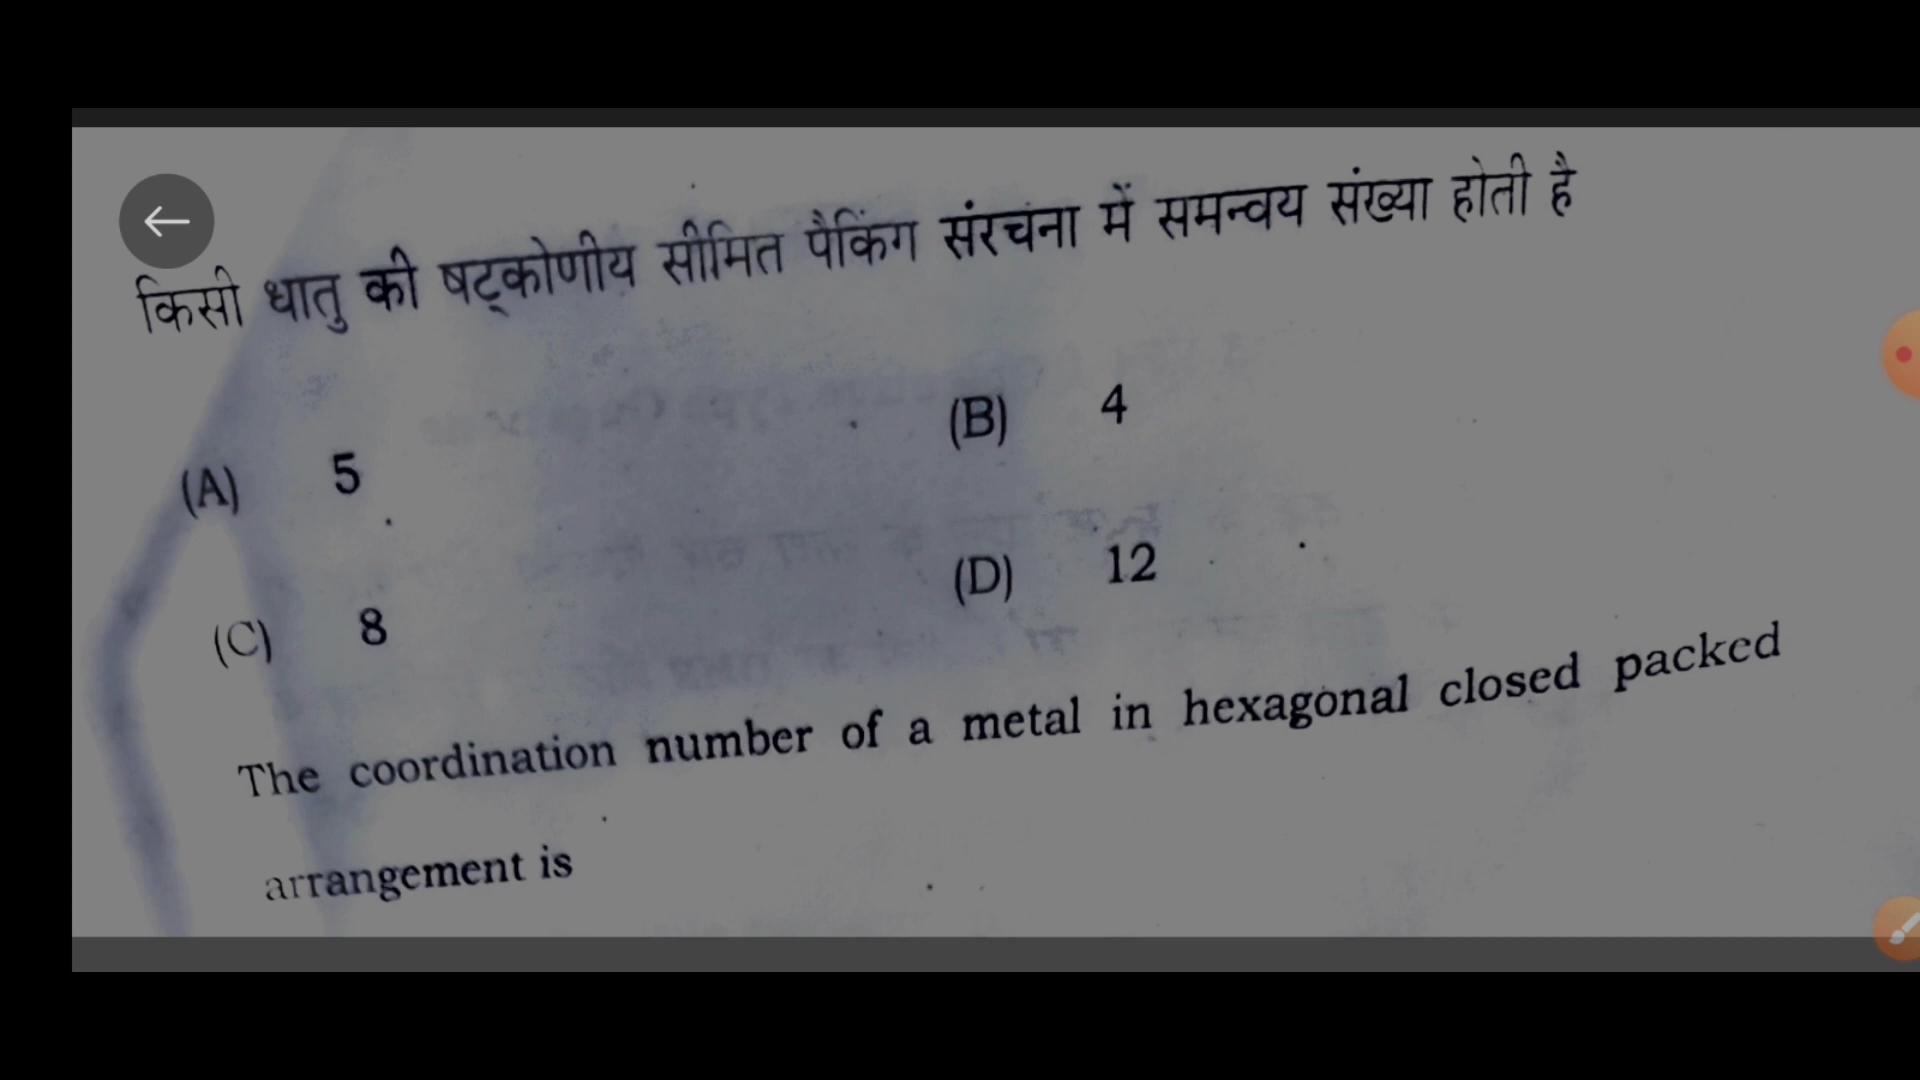 किसी धातु की षट्कोणीय सीमित पैकिंग संरचना में समन्वय संख्या होती है
(A) 5 (B) 4
(C) 8 (D) 12
The coordination number of a metal in hexagonal closed packed
arrangement is